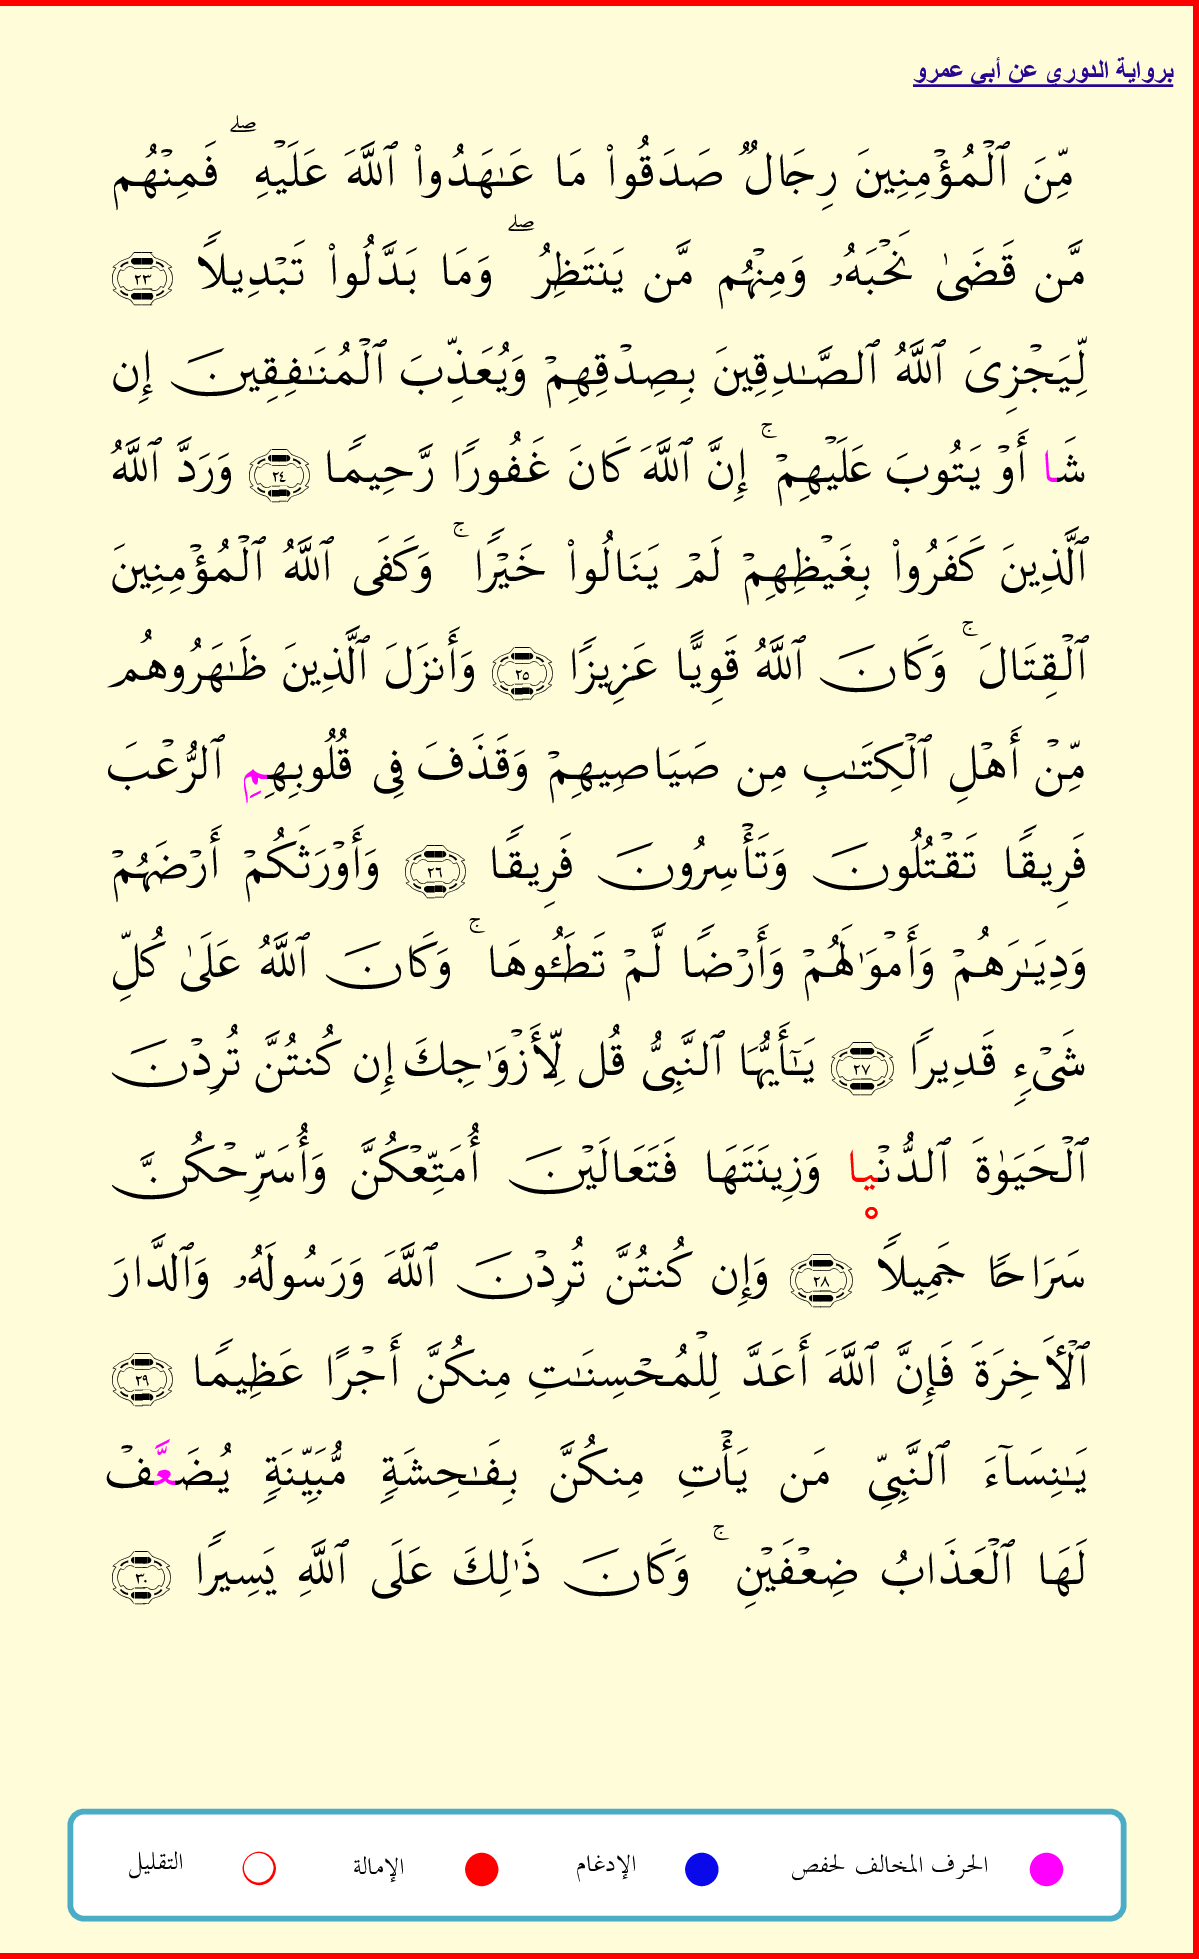 برواية الدوري عن أبي عمرو
مِّنَ ٱلْمُؤْمِنِينَ رِجَالٌ صَدَقُواْ مَا عَـٰهَدُواْ ٱللَّهَ عَلَيْهِ ۖ فَمِنْهُم
مَّن قَضَىٰ نَحْبَهُۥ وَمِنْهُم مَّن يَنتَظِرُ ۖ وَمَا بَدَّلُواْ تَبْدِيلًا ٢٣
لِّيَجْزِىَ ٱللَّهُ ٱلصَّـٰدِقِينَ بِصِدْقِهِمْ وَيُعَذِّبَ ٱلْمُنَـٰفِقِينَ إِن
شَا أَوْ يَتُوبَ عَلَيْهِمْ ۚ إِنَّ ٱللَّهَ كَانَ غَفُورًا رَّحِيمًا ٢٤ وَرَدَّ ٱللَّهُ
ٱلَّذِينَ كَفَرُواْ بِغَيْظِهِمْ لَمْ يَنَالُواْ خَيْرًا ۚ وَكَفَى ٱللَّهُ ٱلْمُؤْمِنِينَ
ٱلْقِتَالَ ۚ وَكَانَ ٱللَّهُ قَوِيًّا عَزِيزًا ٢٥ وَأَنزَلَ ٱلَّذِينَ ظَـٰهَرُوهُم
مِّنْ أَهْلِ ٱلْكِتَـٰبِ مِن صَيَاصِيهِمْ وَقَذَفَ فِى قُلُوبِهِمِ ٱلرُّعْبَ
فَرِيقًا تَقْتُلُونَ وَتَأْسِرُونَ فَرِيقًا ٢٦ وَأَوْرَثَكُمْ أَرْضَهُمْ
وَدِيَـٰرَهُمْ وَأَمْوَٰلَهُمْ وَأَرْضًا لَّمْ تَطَـُٔوهَا ۚ وَكَانَ ٱللَّهُ عَلَىٰ كُلِّ
شَىْءٍ قَدِيرًا ٢٧ يَـٰٓأَيُّهَا ٱلنَّبِىُّ قُل لِّأَزْوَٰجِكَ إِن كُنتُنَّ تُرِدْنَ
ٱلْحَيَوٰةَ ٱلدُّنْيا وَزِينَتَهَا فَتَعَالَيْنَ أُمَتِّعْكُنَّ وَأُسَرِّحْكُنَّ
سَرَاحًا جَمِيلًا ٢٨ وَإِن كُنتُنَّ تُرِدْنَ ٱللَّهَ وَرَسُولَهُۥ وَٱلدَّارَ
ٱلْأَخِرَةَ فَإِنَّ ٱللَّهَ أَعَدَّ لِلْمُحْسِنَـٰتِ مِنكُنَّ أَجْرًا عَظِيمًا ٢٩
يَـٰنِسَآءَ ٱلنَّبِىِّ مَن يَأْتِ مِنكُنَّ بِفَـٰحِشَةٍ مُّبَيِّنَةٍ يُضَعَّفْ
لَهَا ٱلْعَذَابُ ضِعْفَيْنِ ۚ وَكَانَ ذَٰلِكَ عَلَى ٱللَّهِ يَسِيرًا ٣٠
الحرف المخالف لحفص الإدغام الإمالة التقليل